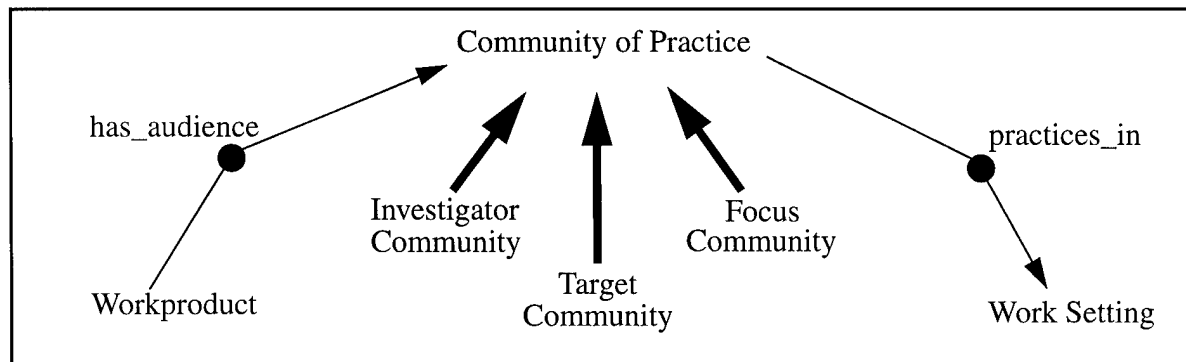 Community of Practice
has_audience
practices_in
Investigator
Community
Focus
Community
Target
Community
Workproduct
Work Setting